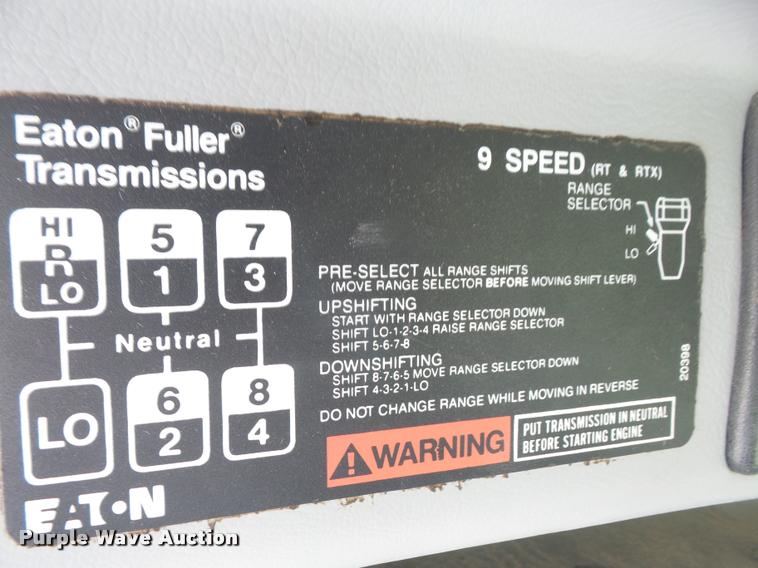 Eaton® Fuller®
Transmissions
9 SPEED (RT & RTX)
RANGE
SELECTOR
HI
LO
HI
R
LO
5
1
7
3
Neutral
LO
6
2
8
4
PRE-SELECT ALL RANGE SHIFTS
(MOVE RANGE SELECTOR BEFORE MOVING SHIFT LEVER)
UPSHIFTING
START WITH RANGE SELECTOR DOWN
SHIFT LO-1-2-3-4 RAISE RANGE SELECTOR
SHIFT 5-6-7-8
DOWNSHIFTING
SHIFT 8-7-6-5 MOVE RANGE SELECTOR DOWN
SHIFT 4-3-2-1-LO
DO NOT CHANGE RANGE WHILE MOVING IN REVERSE
WARNING
PUT TRANSMISSION IN NEUTRAL
BEFORE STARTING ENGINE
20398
EATON
Purple Wave Auction